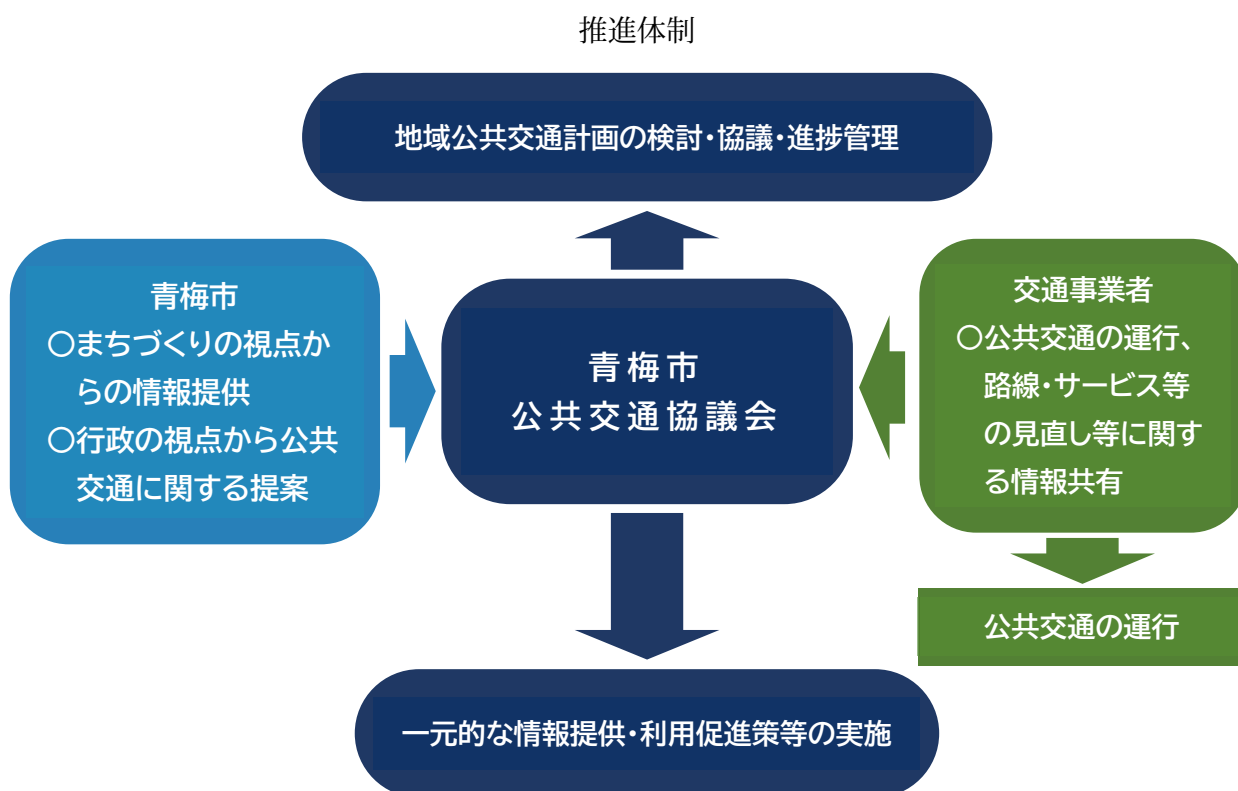 推進体制
地域公共交通計画の検討・協議・進捗管理
青梅市
○まちづくりの視点か
らの情報提供
○行政の視点から公共
交通に関する提案
青梅市
公共交通協議会
交通事業者
○公共交通の運行、
路線・サービス等
の見直し等に関す
る情報共有
公共交通の運行
一元的な情報提供・利用促進策等の実施